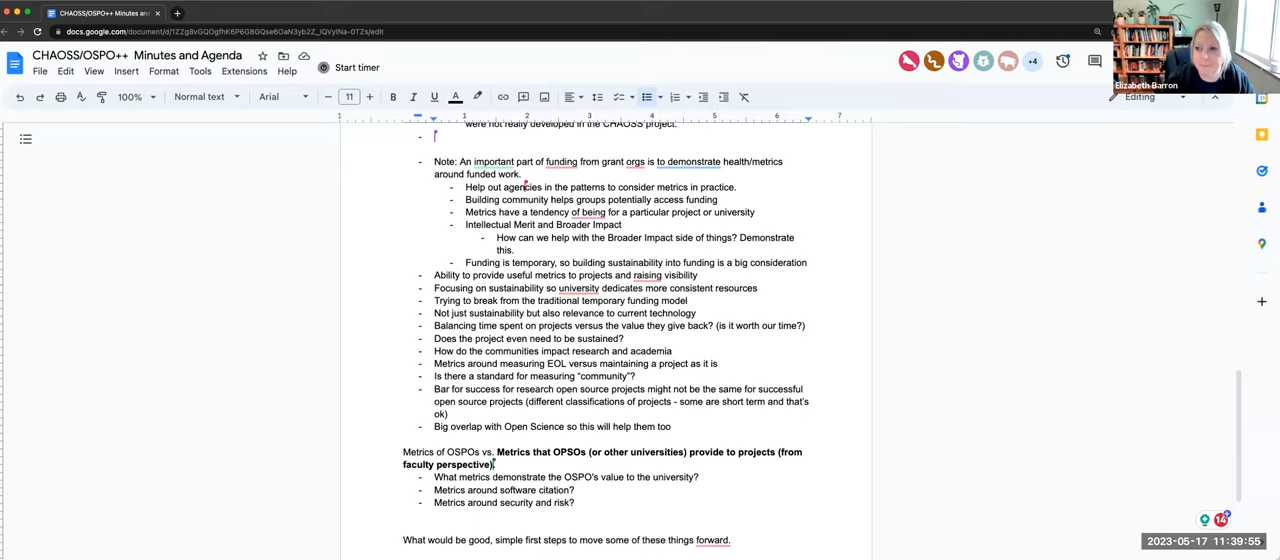 CHAOSS/OSPO++ Minutes and
docs.google.com/document/d/1ZZg8vGQOgfhK6P6G8GQse6OaN3yb2Z_lQVylNa-0TZs/edit
CHAOSS/OSPO++ Minutes and Agenda
File Edit View Insert Format Tools Extensions Help
Start timer
+4
Elizabeth Barron
100% Normal text Arial 11 B I U A Editing
1 1 2 3 4 5 6 7
were not really developed in the CHAOSS project.
-
- Note: An important part of funding from grant orgs is to demonstrate health/metrics
around funded work.
- Help out agencies in the patterns to consider metrics in practice.
- Building community helps groups potentially access funding
- Metrics have a tendency of being for a particular project or university
- Intellectual Merit and Broader Impact
- How can we help with the Broader Impact side of things? Demonstrate
this.
- Funding is temporary, so building sustainability into funding is a big consideration
- Ability to provide useful metrics to projects and raising visibility
- Focusing on sustainability so university dedicates more consistent resources
- Trying to break from the traditional temporary funding model
- Not just sustainability but also relevance to current technology
- Balancing time spent on projects versus the value they give back? (is it worth our time?)
- Does the project even need to be sustained?
- How do the communities impact research and academia
- Metrics around measuring EOL versus maintaining a project as it is
- Is there a standard for measuring “community”?
- Bar for success for research open source projects might not be the same for successful
open source projects (different classifications of projects - some are short term and that’s
ok)
- Big overlap with Open Science so this will help them too
Metrics of OSPOs vs. Metrics that OPSOs (or other universities) provide to projects (from
faculty perspective).
- What metrics demonstrate the OSPO's value to the university?
- Metrics around software citation?
- Metrics around security and risk?
What would be good, simple first steps to move some of these things forward.
14
2023-05-17 11:39:55